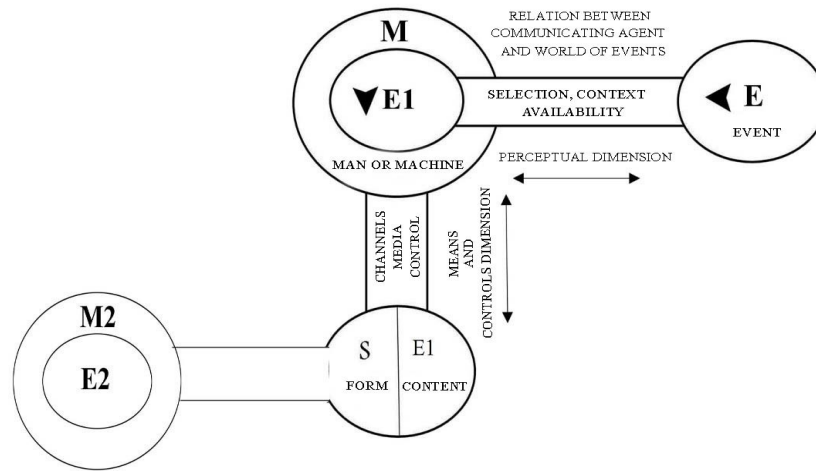 RELATION BETWEEN
COMMUNICATING AGENT
AND WORLD OF EVENTS
M
E1
MAN OR MACHINE
SELECTION, CONTEXT
AVAILABILITY
E
EVENT
PERCEPTUAL DIMENSION
CHANNELS
MEDIA
CONTROL
MEANS
AND
CONTROLS DIMENSION
M2
E2
S
FORM
E1
CONTENT